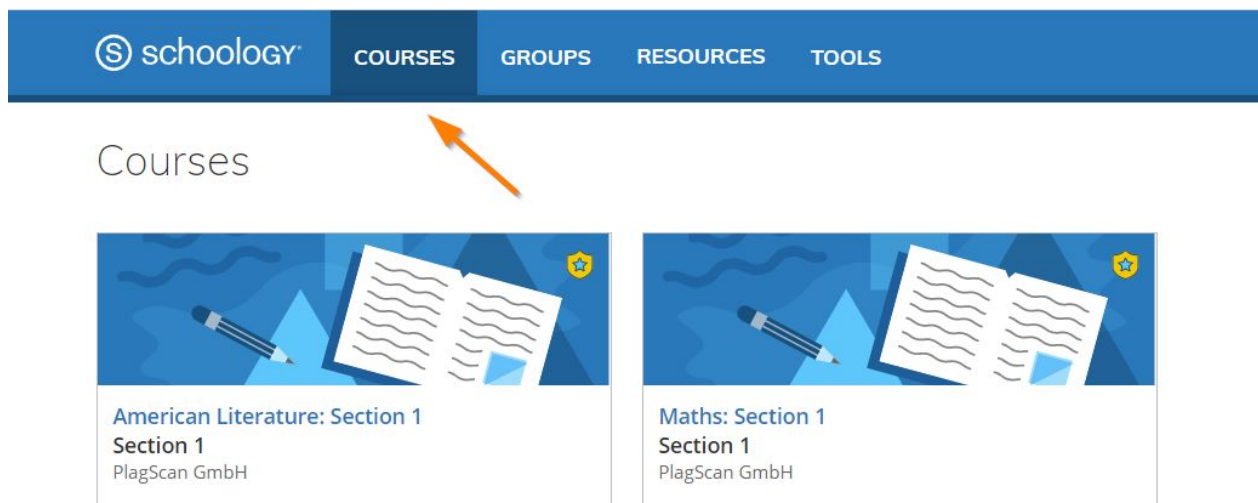 schoology COURSES GROUPS RESOURCES TOOLS
Courses
American Literature: Section 1
Section 1
PlagScan GmbH
Maths: Section 1
Section 1
PlagScan GmbH